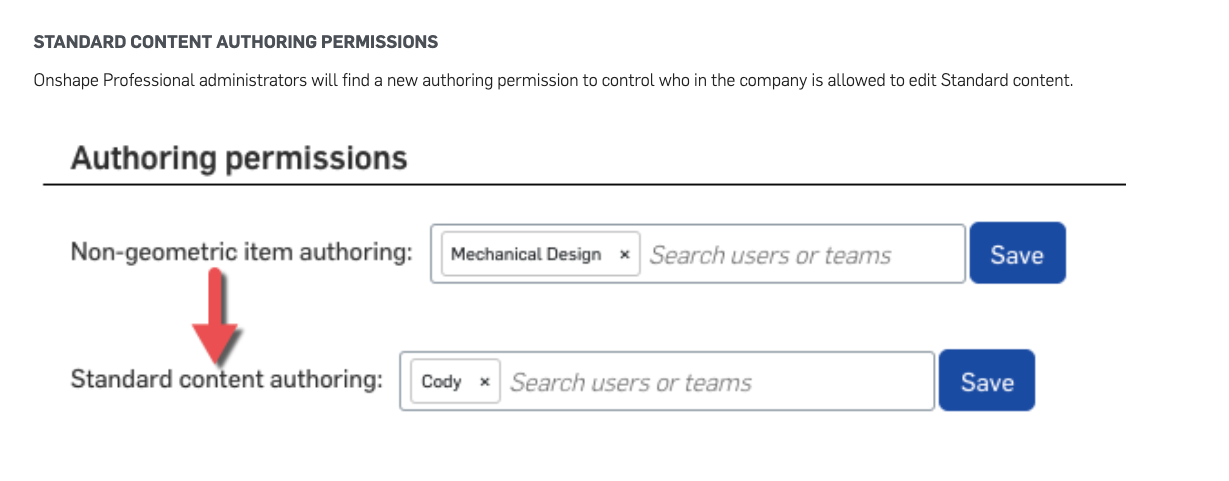 STANDARD CONTENT AUTHORING PERMISSIONS
Onshape Professional administrators will find a new authoring permission to control who in the company is allowed to edit Standard content.
Authoring permissions
Non-geometric item authoring: Mechanical Design × Search users or teams Save
Standard content authoring: Cody × Search users or teams Save